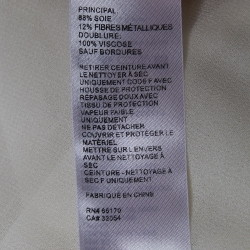 PRINCIPAL
88% SOIE
12% FIBRES MÉTALLIQUES
DOUBLURE:
100% VISCOSE
SAUF BORDURES
RETIRER CEINTURE AVANT
LE NETTOYER À SEC
UNIQUEMENT CODE F AVEC
HOUSSE DE PROTECTION
REPASSAGE DOUX AVEC
TISSU DE PROTECTION
VAPEUR FAIBLE
UNIQUEMENT
NE PAS DÉTACHER
COUVRIR ET PROTÉGER LE
MATÉRIEL
METTRE SUR L'ENVERS
AVANT LE NETTOYAGE À
SEC
CEINTURE - NETTOYAGE À
SEC F UNIQUEMENT
FABRIQUÉ EN CHINE
RN# 66170
CA# 32054